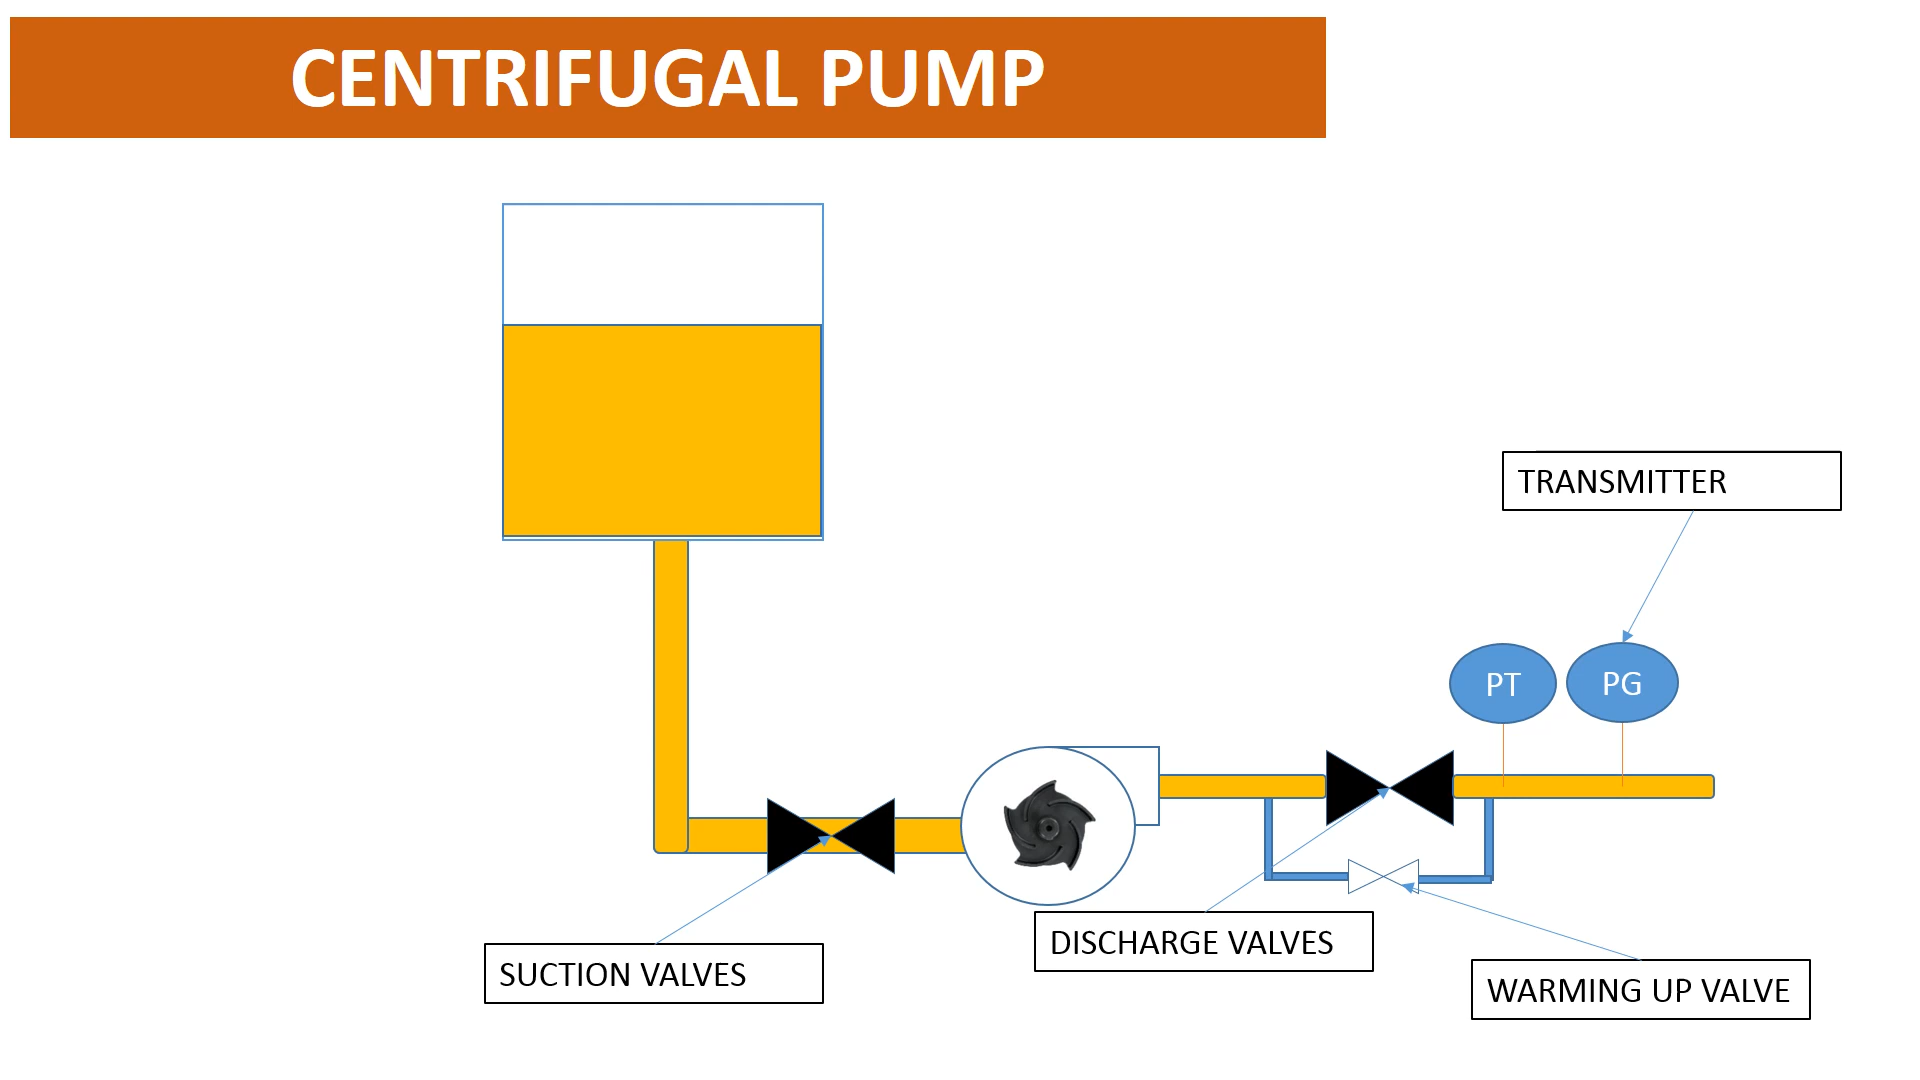 CENTRIFUGAL PUMP
TRANSMITTER
PT
PG
DISCHARGE VALVES
SUCTION VALVES
WARMING UP VALVE